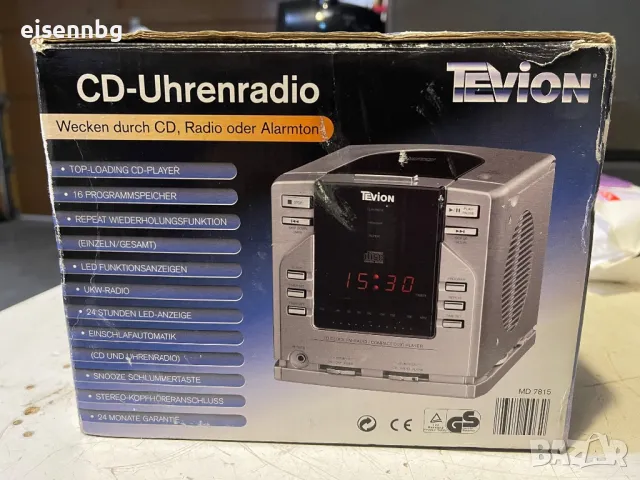 eisennbg
CD-Uhrenradio
TEVION®
Wecken durch CD, Radio oder Alarmton
• TOP-LOADING CD-PLAYER
• 16 PROGRAMMSPEICHER
• REPEAT WIEDERHOLUNGSFUNKTION
(EINZELN/GESAMT)
• LED FUNKTIONSANZEIGEN
• UKW-RADIO
• 24 STUNDEN LED-ANZEIGE
• EINSCHLAFAUTOMATIK
(CD UND UHRENRADIO)
• SNOOZE SCHLUMMERTASTE
• STEREO-KOPFHÖRERANSCHLUSS
• 24 MONATE GARANTIE
TEVION
15:30
MD 7815
CE
GS
BAZAR